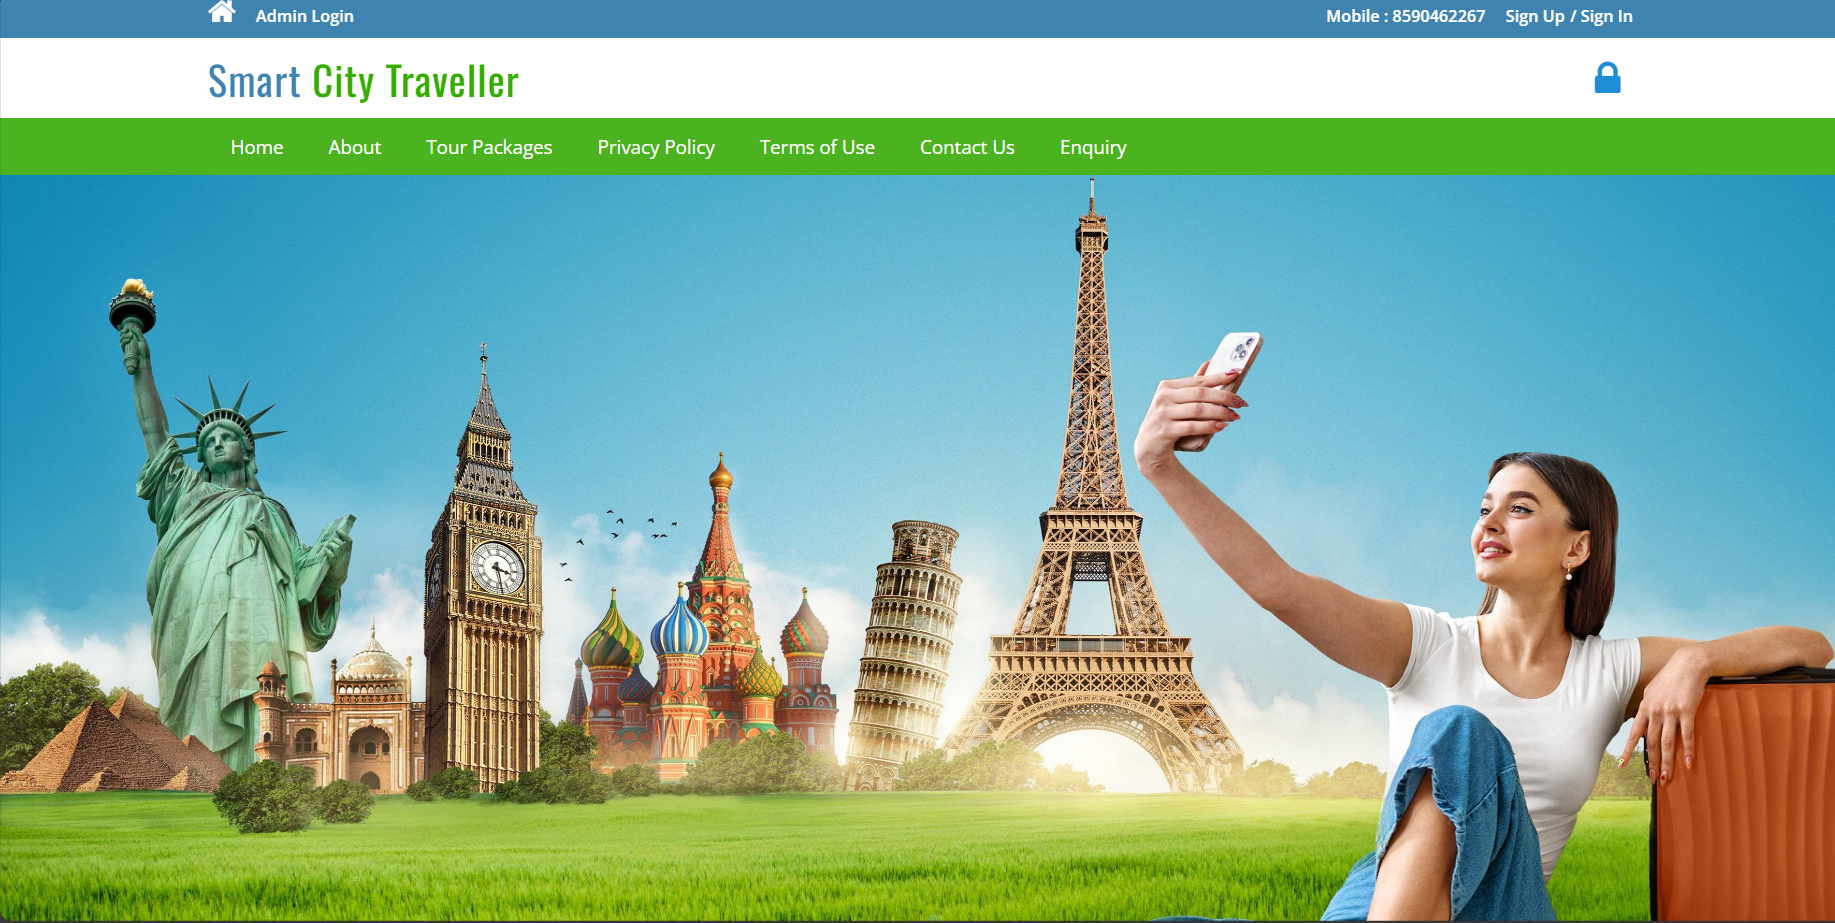 Admin Login
Mobile : 8590462267 Sign Up / Sign In
Smart City Traveller
Home About Tour Packages Privacy Policy Terms of Use Contact Us Enquiry